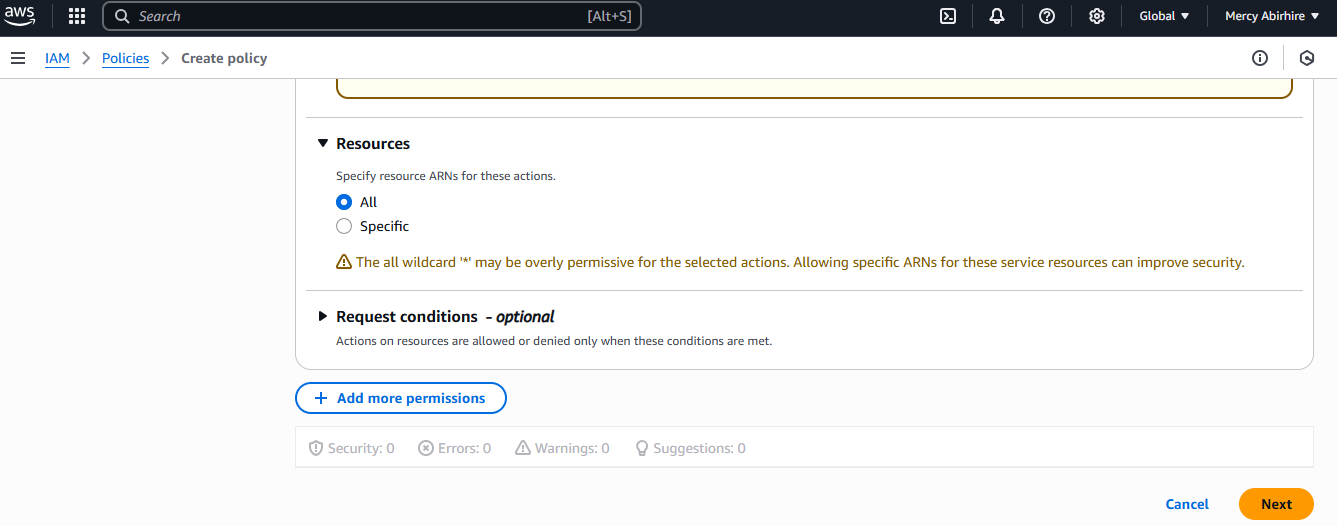 aws
Search [Alt+S] Global Mercy Abirhire
IAM Policies Create policy
Resources
Specify resource ARNs for these actions.
All
Specific
The all wildcard '*' may be overly permissive for the selected actions. Allowing specific ARNs for these service resources can improve security.
Request conditions - optional
Actions on resources are allowed or denied only when these conditions are met.
+ Add more permissions
Security: 0 Errors: 0 Warnings: 0 Suggestions: 0
Cancel Next